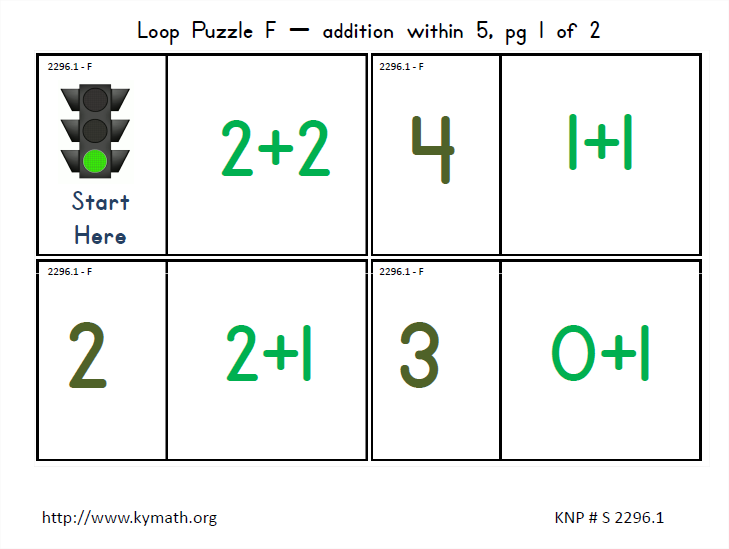 Loop Puzzle F — addition within 5, pg 1 of 2
2296.1 - F
Start
Here
2+2
2296.1 - F
4
1+1
2296.1 - F
2
2+1
2296.1 - F
3
0+1
http://www.kymath.org
KNP # S 2296.1